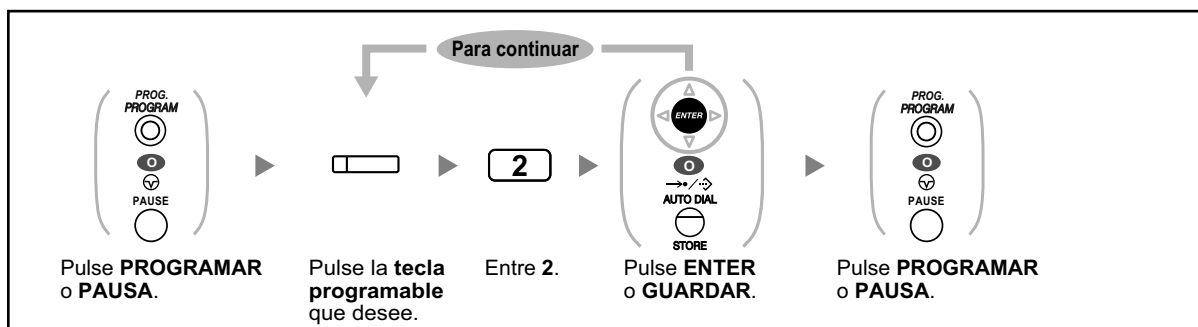 Para continuar
PROG.
PROGRAM
O
PAUSE
2
ENTER
O
AUTO DIAL
STORE
PROG.
PROGRAM
O
PAUSE
Pulse PROGRAMAR
o PAUSA.
Pulse la tecla
programable
que desee.
Entre 2.
Pulse ENTER
o GUARDAR.
Pulse PROGRAMAR
o PAUSA.